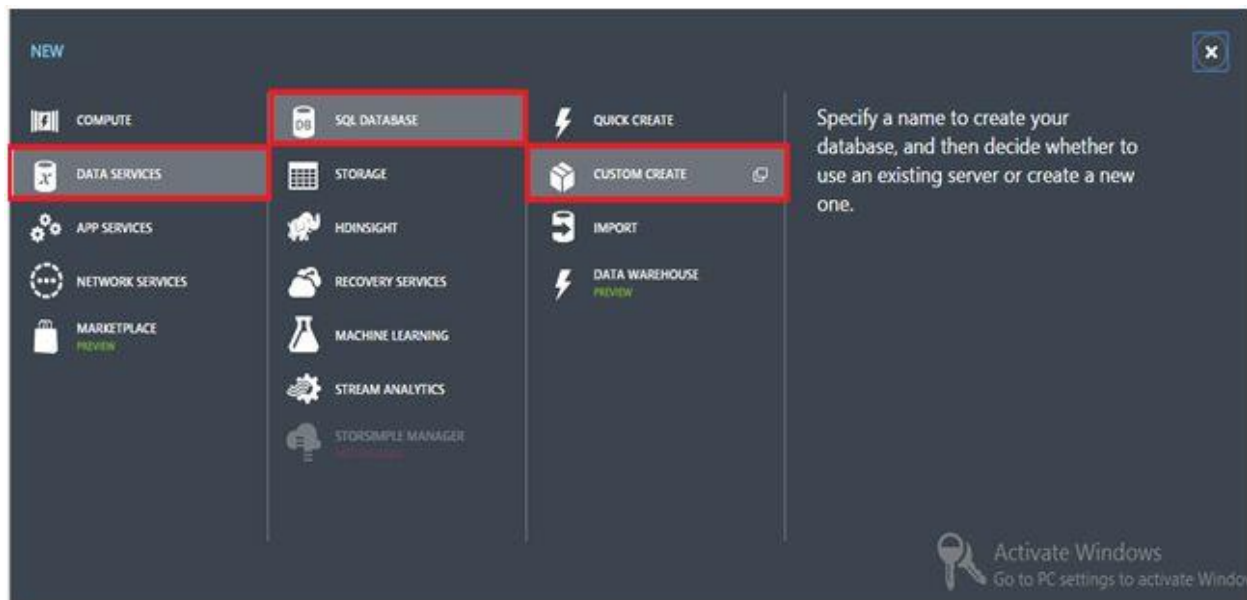 NEW
COMPUTE
DATA SERVICES
x
APP SERVICES
NETWORK SERVICES
MARKETPLACE
PREVIEW
DB
SQL DATABASE
STORAGE
HDINSIGHT
RECOVERY SERVICES
MACHINE LEARNING
STREAM ANALYTICS
STORSIMPLE MANAGER
QUICK CREATE
CUSTOM CREATE
IMPORT
DATA WAREHOUSE
PREVIEW
Specify a name to create your
database, and then decide whether to
use an existing server or create a new
one.
Activate Windows
Go to PC settings to activate Windo